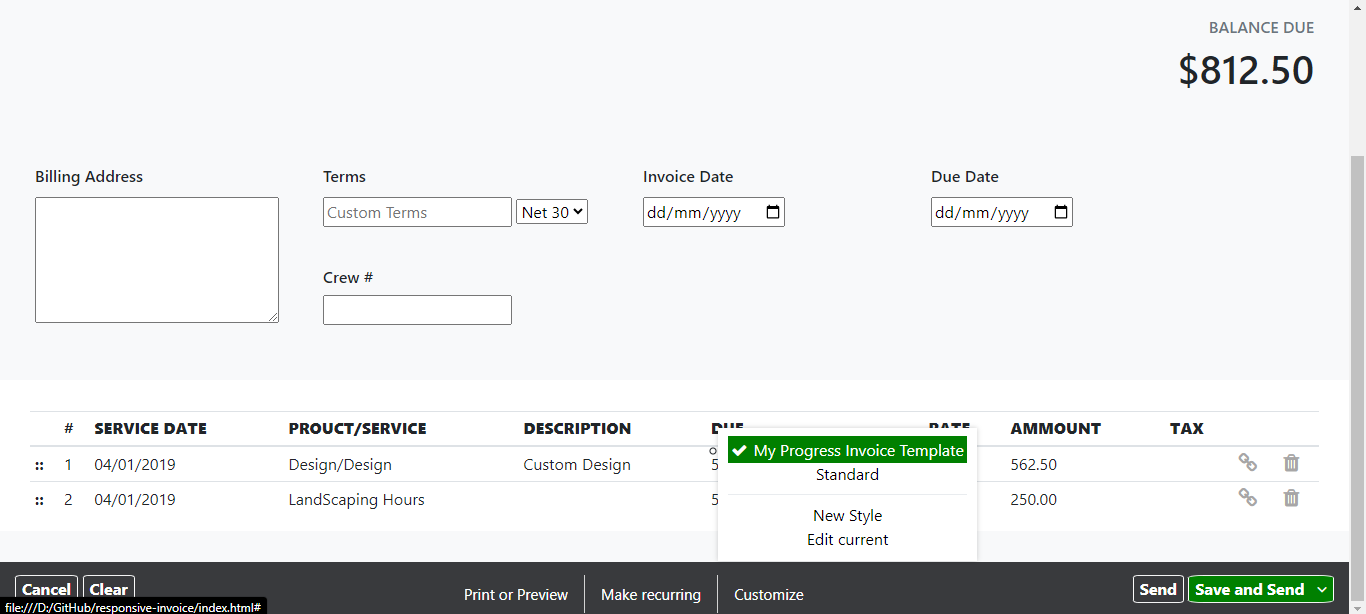 BALANCE DUE
$812.50
Billing Address
Terms
Invoice Date
Due Date
Custom Terms
Net 30
dd/mm/yyyy
dd/mm/yyyy
Crew #
# SERVICE DATE PROUCT/SERVICE DESCRIPTION DUE RATE AMMOUNT TAX
1 04/01/2019 Design/Design Custom Design 5 562.50
2 04/01/2019 LandScaping Hours 5 250.00
My Progress Invoice Template
Standard
New Style
Edit current
Cancel
Clear
Print or Preview
Make recurring
Customize
Send
Save and Send
file:///D:/GitHub/responsive-invoice/index.html#